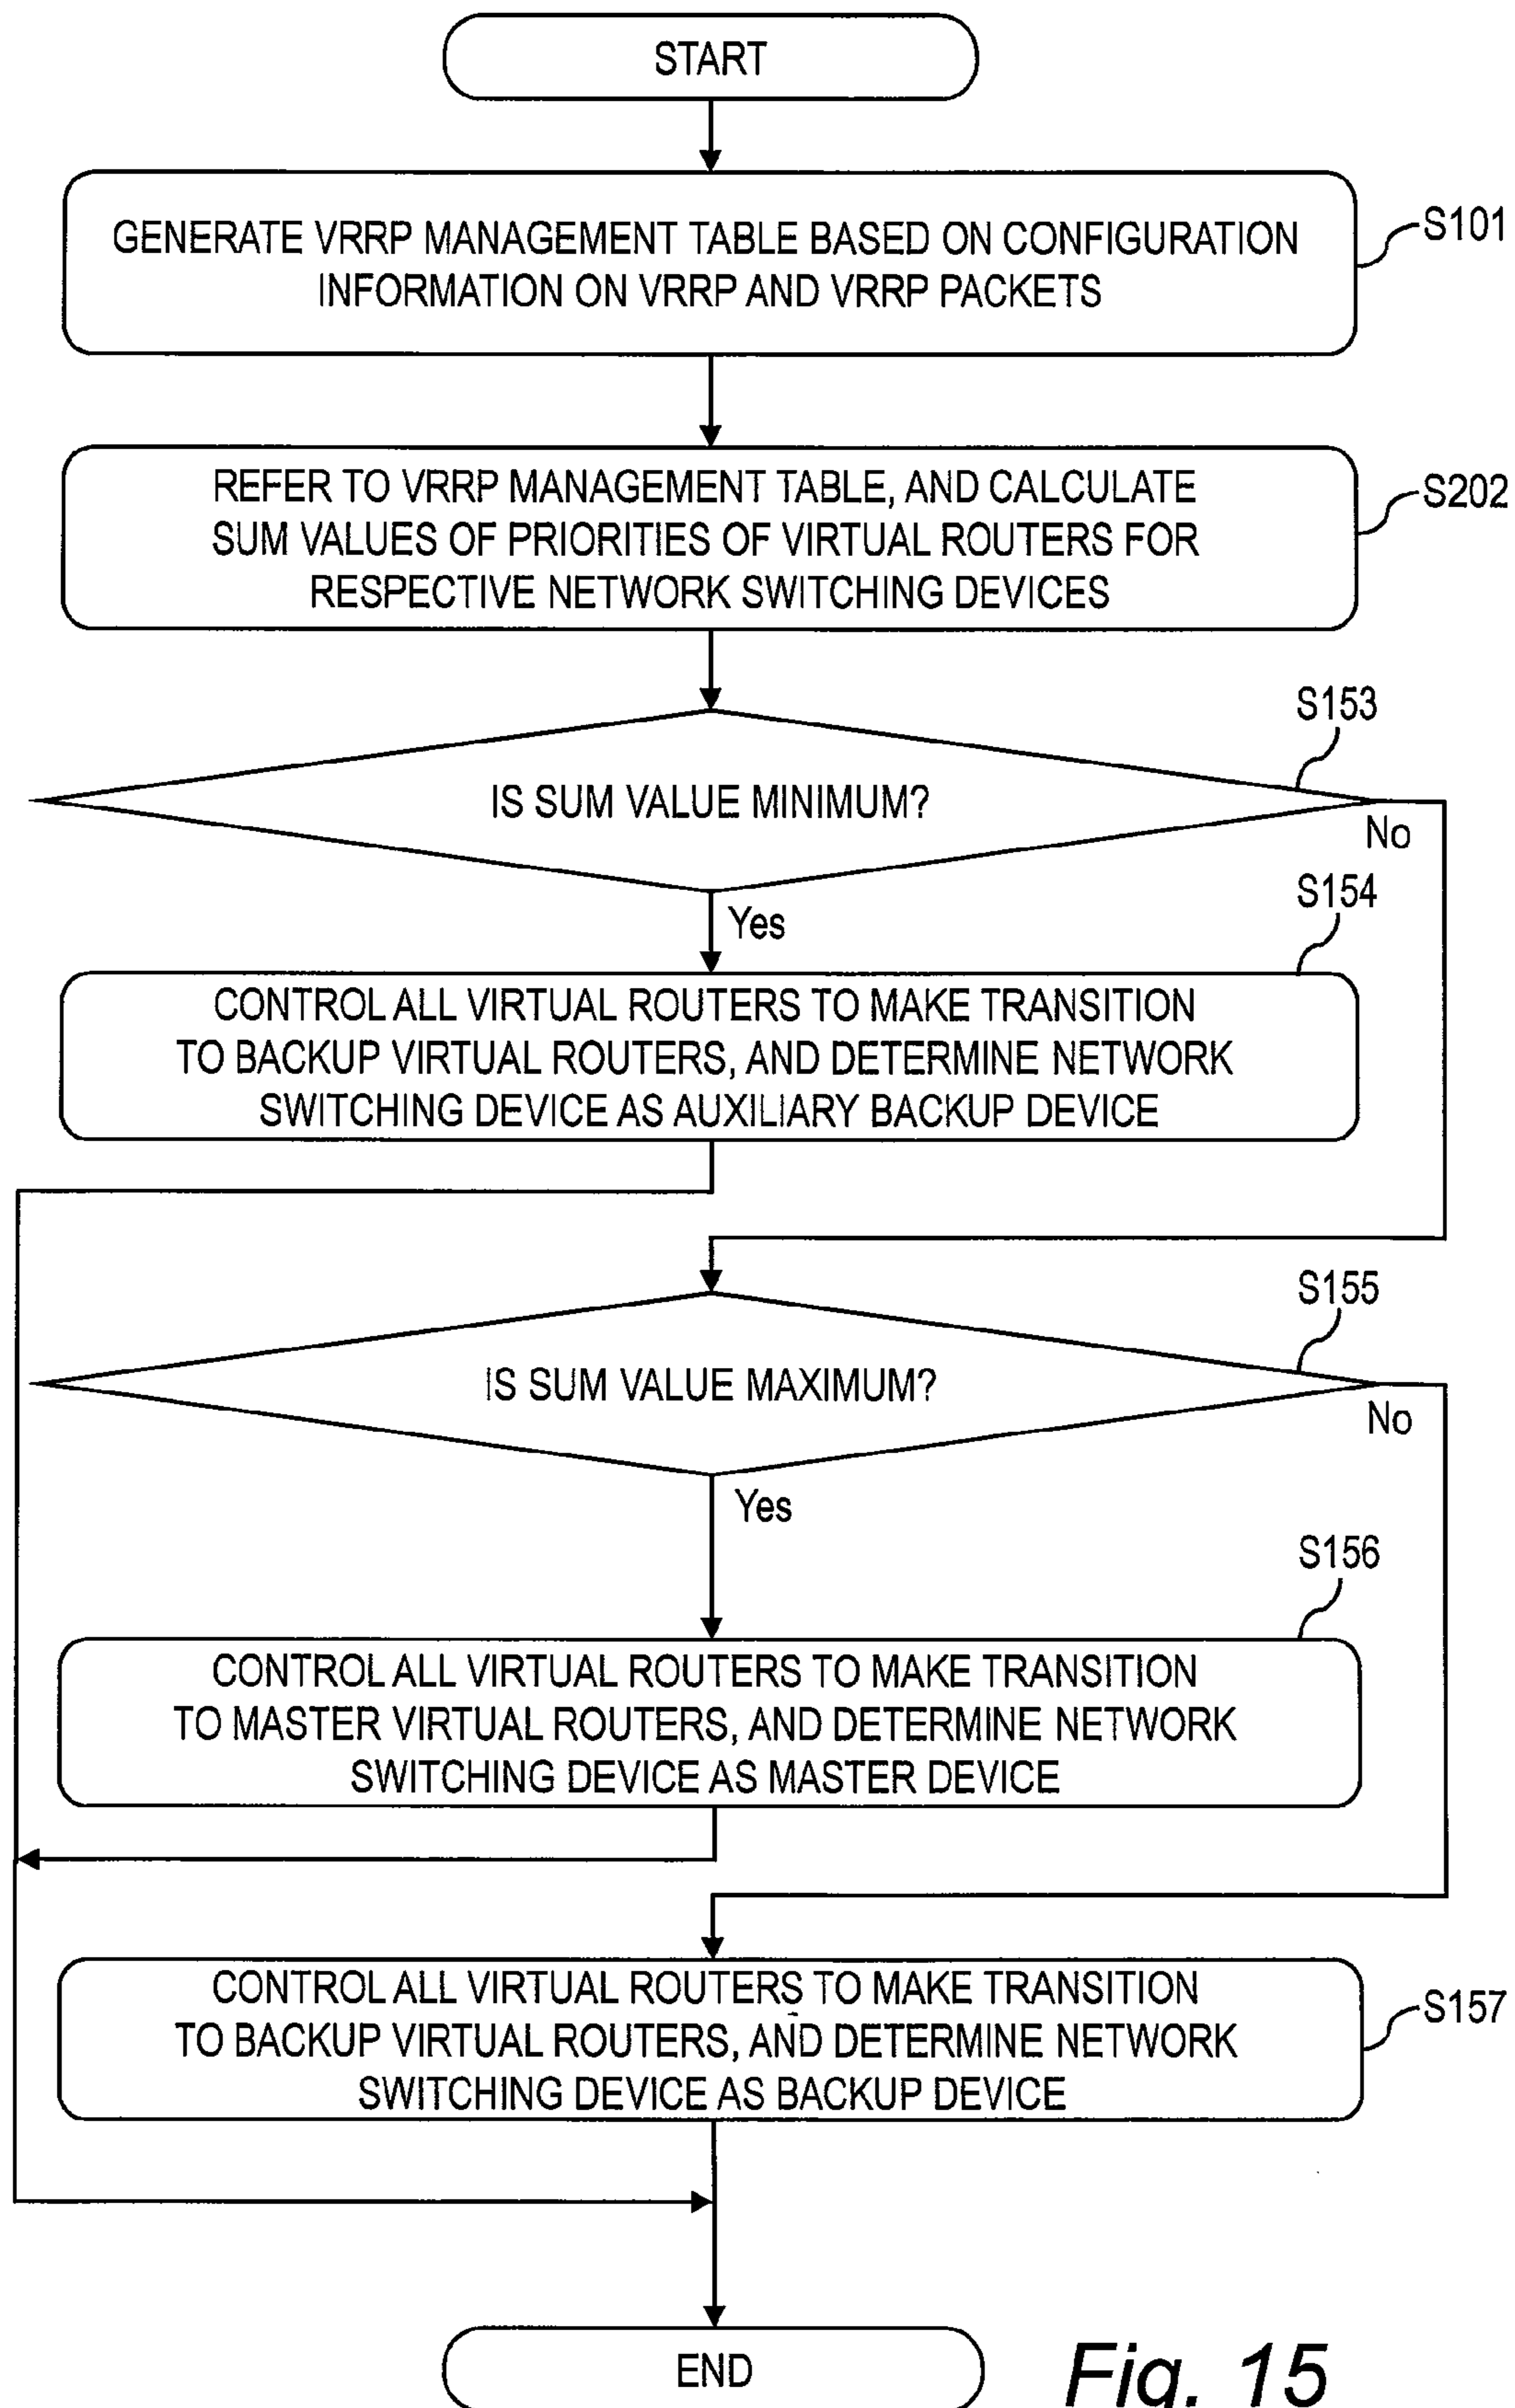 START
GENERATE VRRP MANAGEMENT TABLE BASED ON CONFIGURATION
INFORMATION ON VRRP AND VRRP PACKETS
S101
REFER TO VRRP MANAGEMENT TABLE, AND CALCULATE
SUM VALUES OF PRIORITIES OF VIRTUAL ROUTERS FOR
RESPECTIVE NETWORK SWITCHING DEVICES
S202
S153
IS SUM VALUE MINIMUM?
No
Yes
S154
CONTROL ALL VIRTUAL ROUTERS TO MAKE TRANSITION
TO BACKUP VIRTUAL ROUTERS, AND DETERMINE NETWORK
SWITCHING DEVICE AS AUXILIARY BACKUP DEVICE
S155
IS SUM VALUE MAXIMUM?
No
Yes
S156
CONTROL ALL VIRTUAL ROUTERS TO MAKE TRANSITION
TO MASTER VIRTUAL ROUTERS, AND DETERMINE NETWORK
SWITCHING DEVICE AS MASTER DEVICE
CONTROL ALL VIRTUAL ROUTERS TO MAKE TRANSITION
TO BACKUP VIRTUAL ROUTERS, AND DETERMINE NETWORK
SWITCHING DEVICE AS BACKUP DEVICE
S157
END
Fig. 15